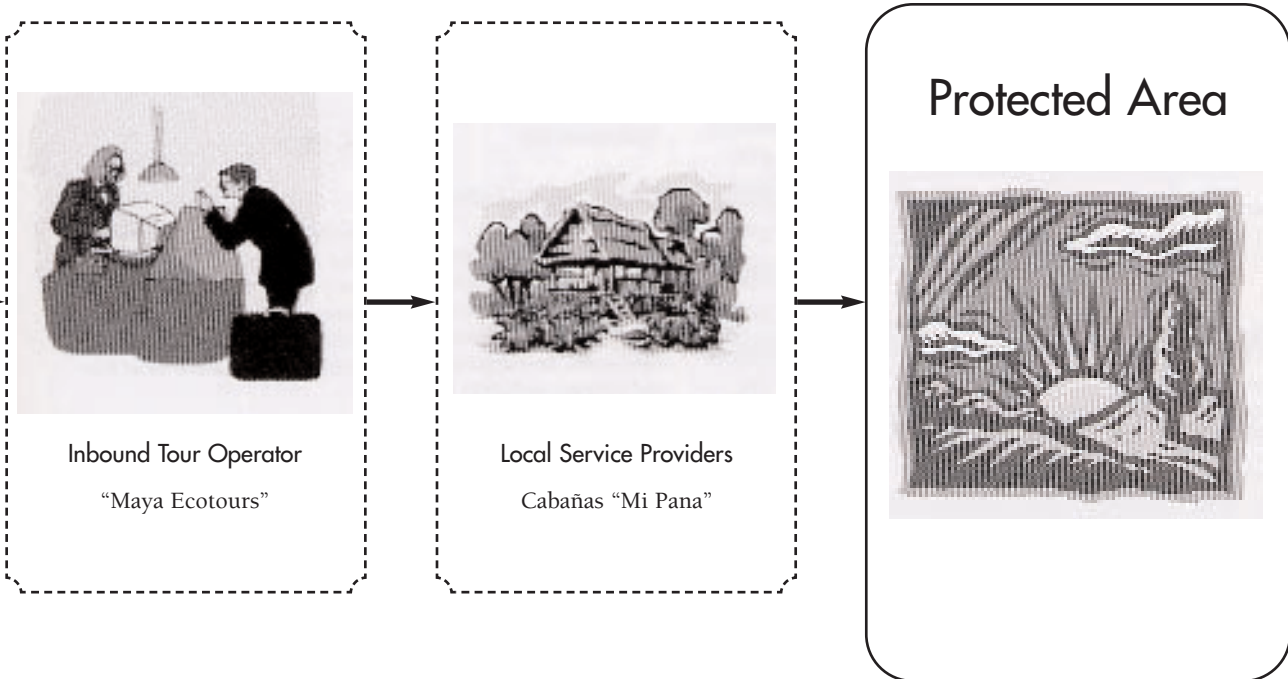 Protected Area
Inbound Tour Operator
“Maya Ecotours”
Local Service Providers
Cabañas “Mi Pana”